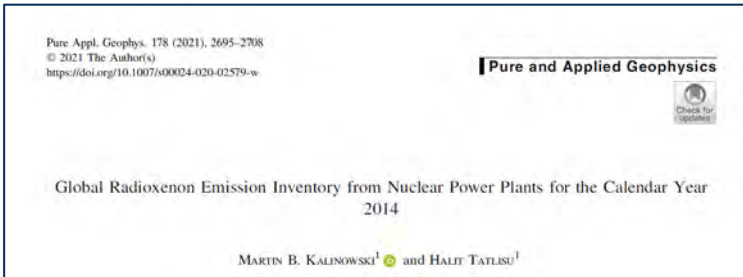 Pure Appl. Geophys. 178 (2021), 2695–2708
© 2021 The Author(s)
https://doi.org/10.1007/s00024-020-02579-w
Pure and Applied Geophysics
Check for
updates
Global Radioxenon Emission Inventory from Nuclear Power Plants for the Calendar Year
2014
MARTIN B. KALINOWSKI¹ and HALIT TATLISU¹